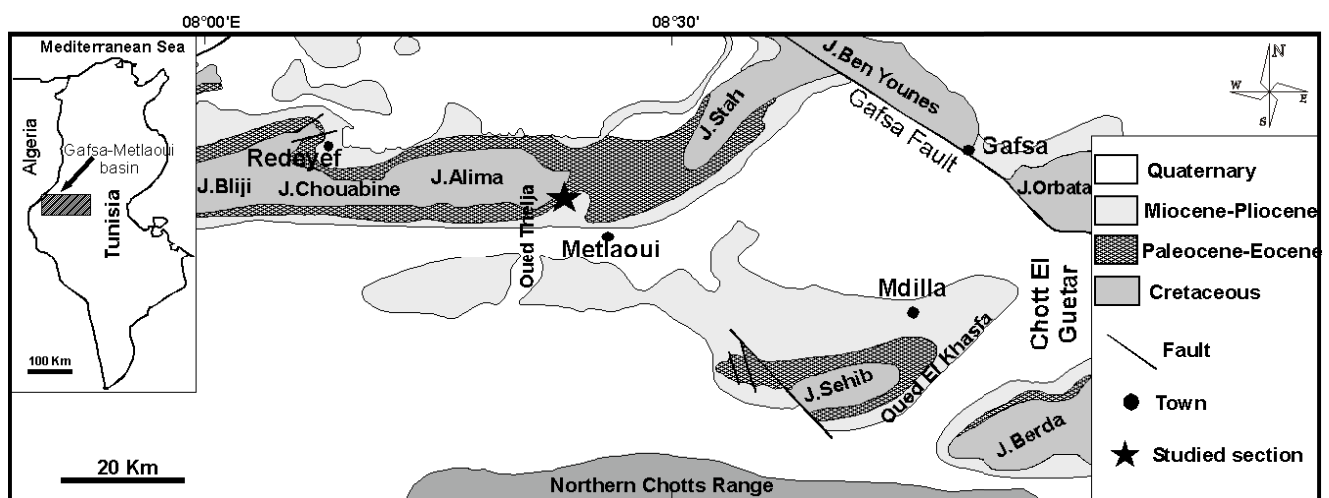 08°00'E
08°30'
Mediterranean Sea
Algeria
Gafsa-Metlaoui
basin
Tunisia
100 Km
J.Ben Younes
Gafsa Fault
J.Stah
Gafsa
J.Orbata
Redeyef
J.Bliji
J.Chouabine
J.Alima
Oued Thelja
Metlaoui
Mdilla
Chott El
Guetar
J.Sehib
Oued El Khasfa
J.Berda
20 Km
Northern Chotts Range
N
W
E
S
Quaternary
Miocene-Pliocene
Paleocene-Eocene
Cretaceous
Fault
Town
Studied section